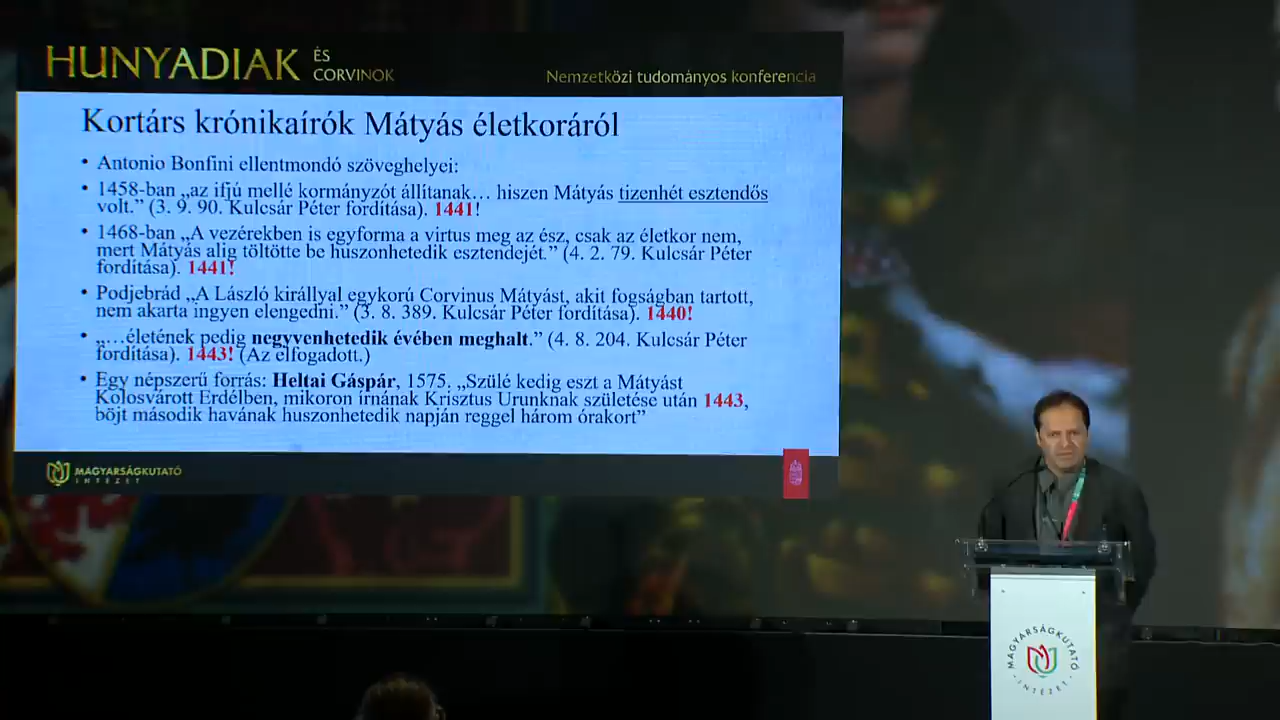 HUNYADIAK ÉS CORVINOK
Nemzetközi tudományos konferencia
Kortárs krónikaírók Mátyás életkoráról
• Antonio Bonfini ellentmondó szöveghelyei:
• 1458-ban „az ifjú mellé kormányzót állítanak… hiszen Mátyás tizenhét esztendős
volt.” (3. 9. 90. Kulcsár Péter fordítása). 1441!
• 1468-ban „A vezérekben is egyforma a virtus meg az ész, csak az életkor nem,
mert Mátyás alig töltötte be huszonhetedik esztendejét.” (4. 2. 79. Kulcsár Péter
fordítása). 1441!
• Podjebrád „A László királlyal egykorú Corvinus Mátyást, akit fogságban tartott,
nem akarta ingyen elengedni.” (3. 8. 389. Kulcsár Péter fordítása). 1440!
• „…életének pedig negyvenhetedik évében meghalt.” (4. 8. 204. Kulcsár Péter
fordítása). 1443! (Az elfogadott.)
• Egy népszerű forrás: Heltai Gáspár, 1575. „Szülé kedig eszt a Mátyást
Kolosvárott Erdélben, mikoron írnának Krisztus Urunknak születése után 1443,
böjt második havának huszonhetedik napján reggel három órakort”
MAGYARSÁGKUTATÓ
INTÉZET
MAGYARSÁGKUTATÓ
INTÉZET